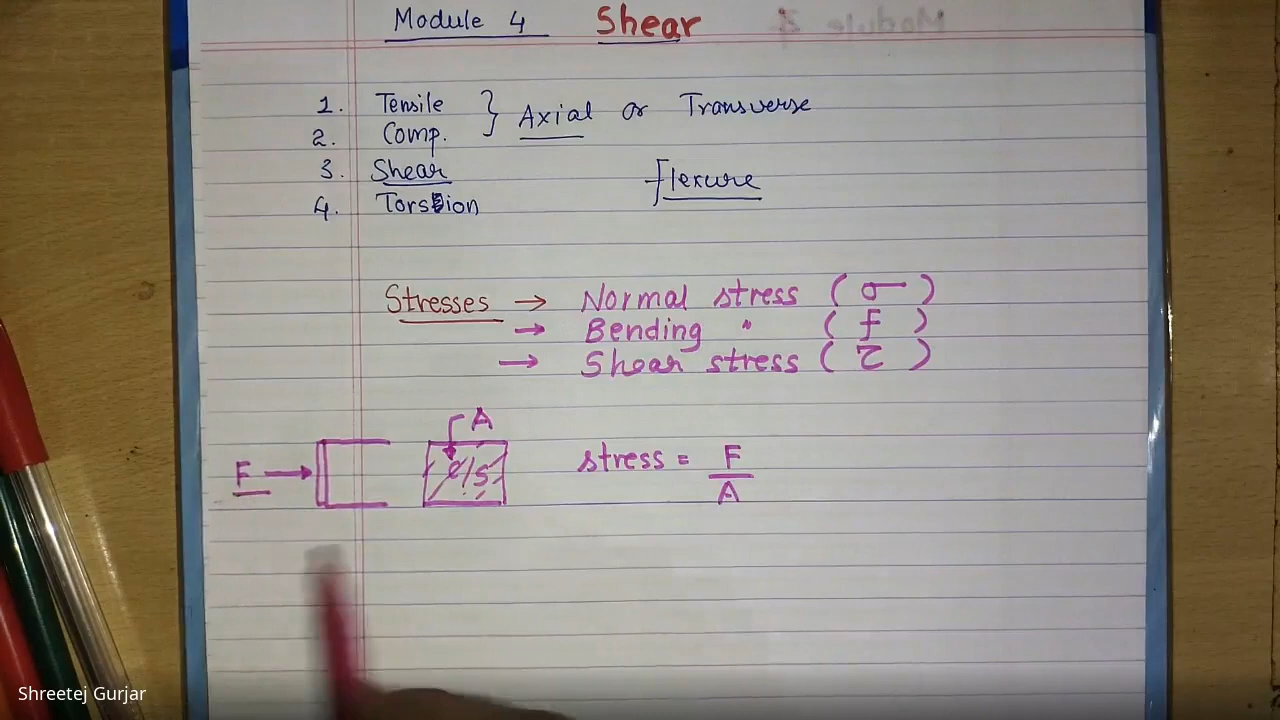 Module 4 Shear
1. Tensile } Axial or Transverse
2. Comp.
3. Shear flexure
4. Torsion
Stresses → Normal stress (σ)
→ Bending " (f)
→ Shear stress (τ)
A
F → c/s stress = F/A
Shreetej Gurjar